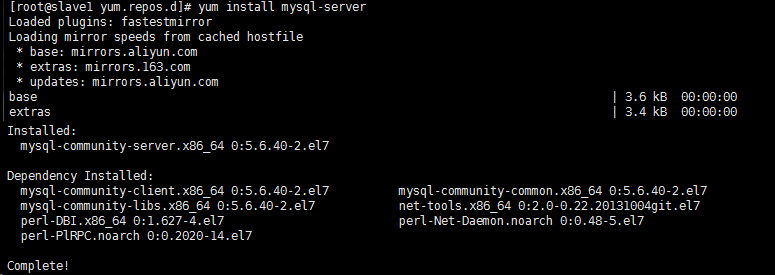 [root@slave1 yum.repos.d]# yum install mysql-server
Loaded plugins: fastestmirror
Loading mirror speeds from cached hostfile
 * base: mirrors.aliyun.com
 * extras: mirrors.163.com
 * updates: mirrors.aliyun.com
base | 3.6 kB 00:00:00
extras | 3.4 kB 00:00:00
Installed:
  mysql-community-server.x86_64 0:5.6.40-2.el7
Dependency Installed:
  mysql-community-client.x86_64 0:5.6.40-2.el7 mysql-community-common.x86_64 0:5.6.40-2.el7
  mysql-community-libs.x86_64 0:5.6.40-2.el7 net-tools.x86_64 0:2.0-0.22.20131004git.el7
  perl-DBI.x86_64 0:1.627-4.el7 perl-Net-Daemon.noarch 0:0.48-5.el7
  perl-PlRPC.noarch 0:0.2020-14.el7
Complete!